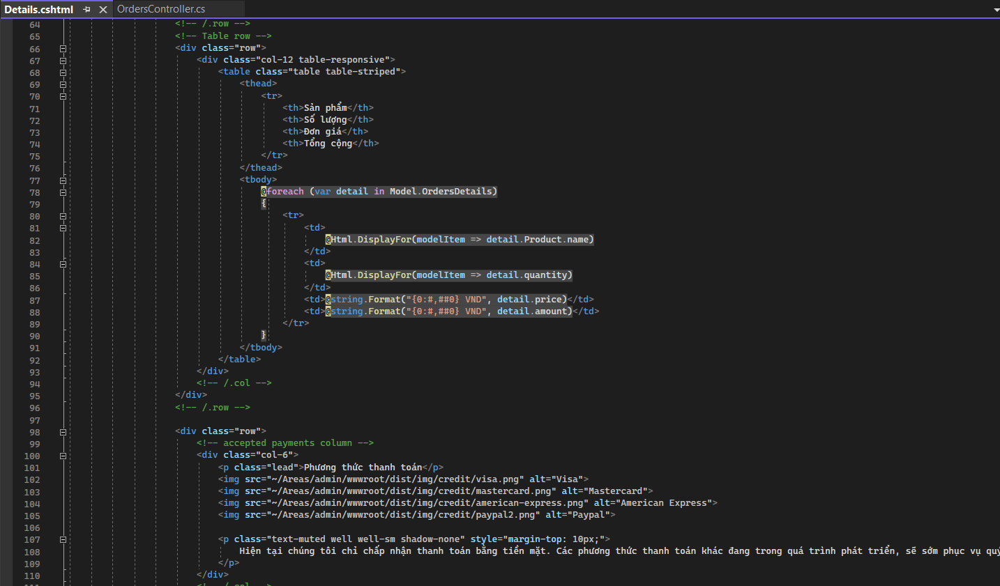 Details.cshtml OrdersController.cs
64 <!-- /.row -->
65 <!-- Table row -->
66 <div class="row">
67 <div class="col-12 table-responsive">
68 <table class="table table-striped">
69 <thead>
70 <tr>
71 <th>Sản phẩm</th>
72 <th>Số lượng</th>
73 <th>Đơn giá</th>
74 <th>Tổng cộng</th>
75 </tr>
76 </thead>
77 <tbody>
78 @foreach (var detail in Model.OrdersDetails)
79 {
80 <tr>
81 <td>
82 @Html.DisplayFor(modelItem => detail.Product.name)
83 </td>
84 <td>
85 @Html.DisplayFor(modelItem => detail.quantity)
86 </td>
87 <td>@string.Format("{0:#,##0} VND", detail.price)</td>
88 <td>@string.Format("{0:#,##0} VND", detail.amount)</td>
89 </tr>
90 }
91 </tbody>
92 </table>
93 </div>
94 <!-- /.col -->
95 </div>
96 <!-- /.row -->
97
98 <div class="row">
99 <!-- accepted payments column -->
100 <div class="col-6">
101 <p class="lead">Phương thức thanh toán</p>
102 <img src="~/Areas/admin/wwwroot/dist/img/credit/visa.png" alt="Visa">
103 <img src="~/Areas/admin/wwwroot/dist/img/credit/mastercard.png" alt="Mastercard">
104 <img src="~/Areas/admin/wwwroot/dist/img/credit/american-express.png" alt="American Express">
105 <img src="~/Areas/admin/wwwroot/dist/img/credit/paypal2.png" alt="Paypal">
106
107 <p class="text-muted well well-sm shadow-none" style="margin-top: 10px;">
108 Hiện tại chúng tôi chỉ chấp nhận thanh toán bằng tiền mặt. Các phương thức thanh toán khác đang trong quá trình phát triển, sẽ sớm phục vụ
109 </p>
110 </div>